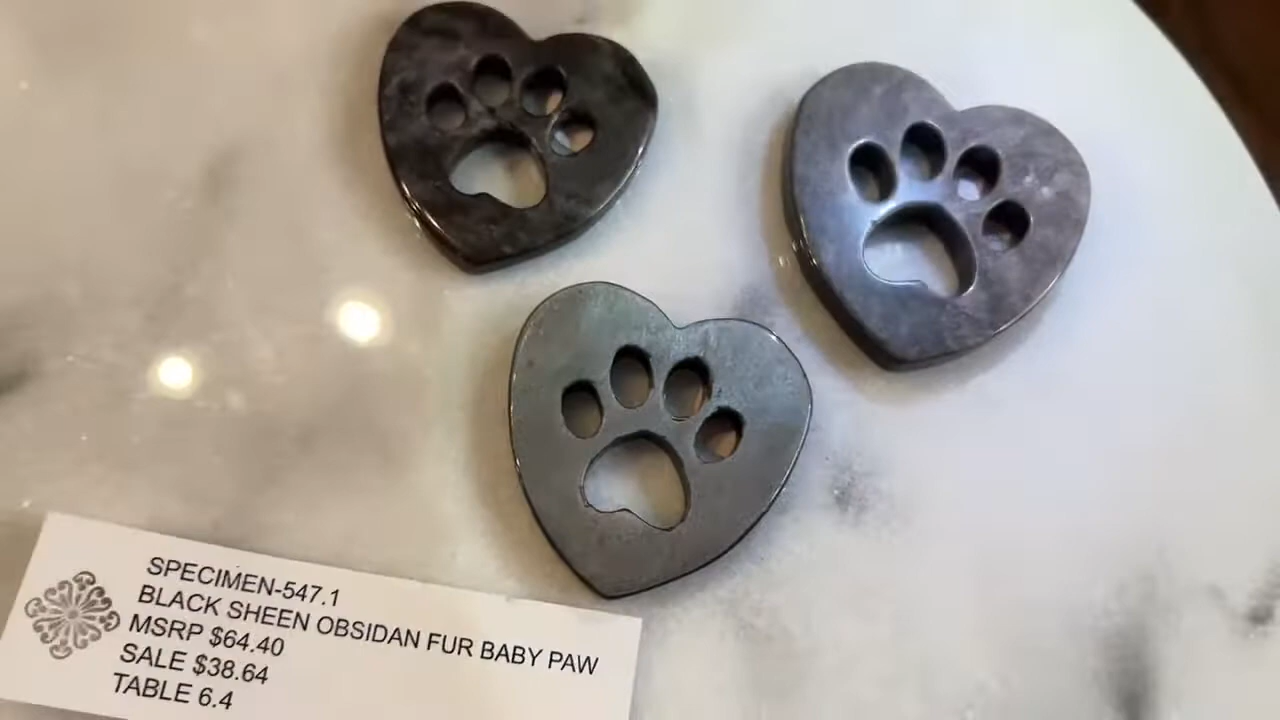 SPECIMEN-547.1
BLACK SHEEN OBSIDAN FUR BABY PAW
MSRP $64.40
SALE $38.64
TABLE 6.4